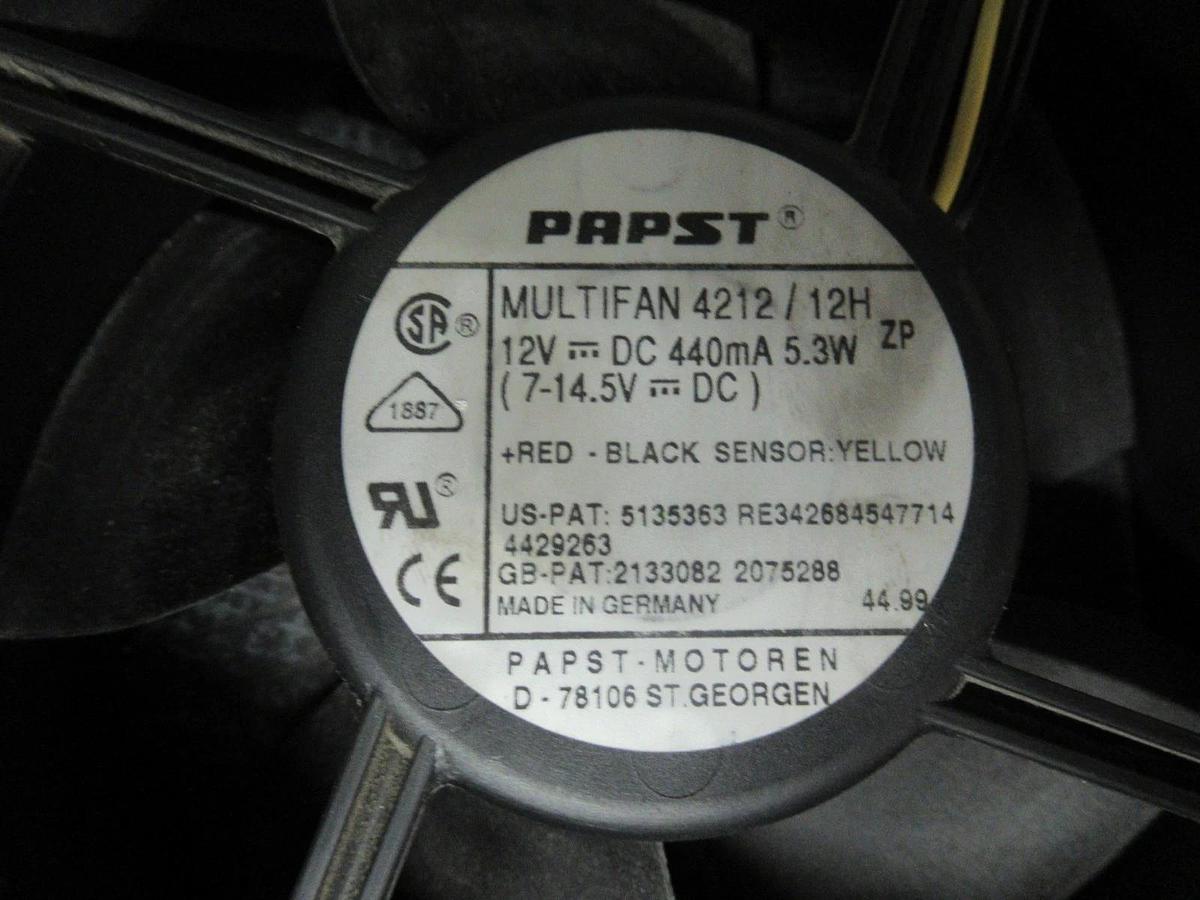 PAPST ®
MULTIFAN 4212 / 12H
ZP
12V ⎓ DC 440mA 5.3W
( 7-14.5V ⎓ DC )
+RED - BLACK SENSOR:YELLOW
US-PAT: 5135363 RE342684547714
4429263
GB-PAT:2133082 2075288
MADE IN GERMANY 44.99
SA ®
1887
RU ®
CE
PAPST-MOTOREN
D - 78106 ST.GEORGEN